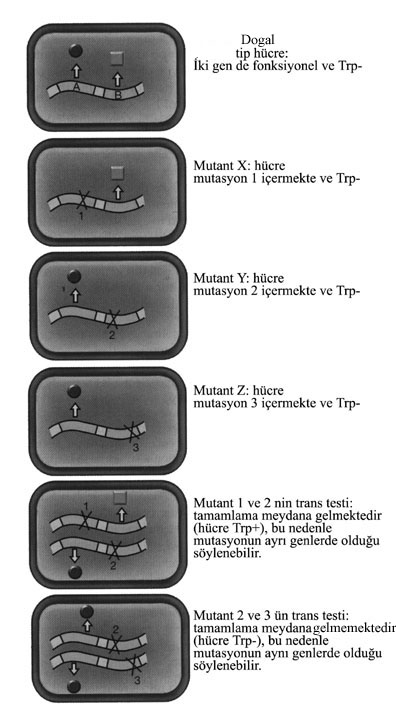 Dogal
tip hücre:
İki gen de fonksiyonel ve Trp-
A
B
Mutant X: hücre
mutasyon 1 içermekte ve Trp-
1
Mutant Y: hücre
mutasyon 2 içermekte ve Trp-
1
2
Mutant Z: hücre
mutasyon 3 içermekte ve Trp-
3
Mutant 1 ve 2 nin trans testi:
tamamlama meydana gelmektedir
(hücre Trp+), bu nedenle
mutasyonun ayrı genlerde olduğu
söylenebilir.
1
2
Mutant 2 ve 3 ün trans testi:
tamamlama meydana gelmemektedir
(hücre Trp-), bu nedenle
mutasyonun aynı genlerde olduğu
söylenebilir.
2
3